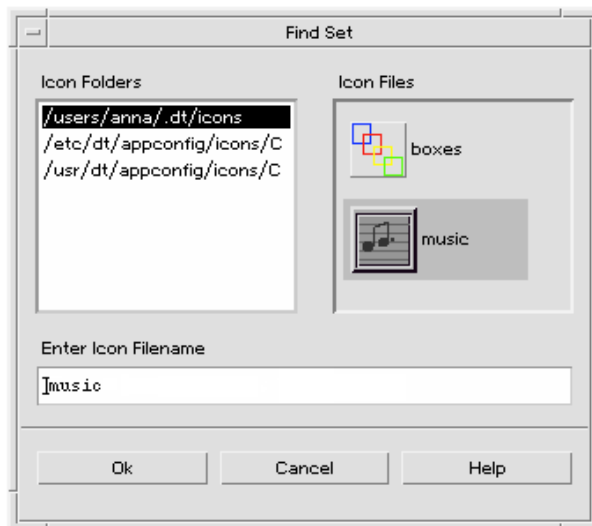 Find Set
Icon Folders
/users/anna/.dt/icons
/etc/dt/appconfig/icons/C
/usr/dt/appconfig/icons/C
Icon Files
boxes
music
Enter Icon Filename
music
Ok
Cancel
Help